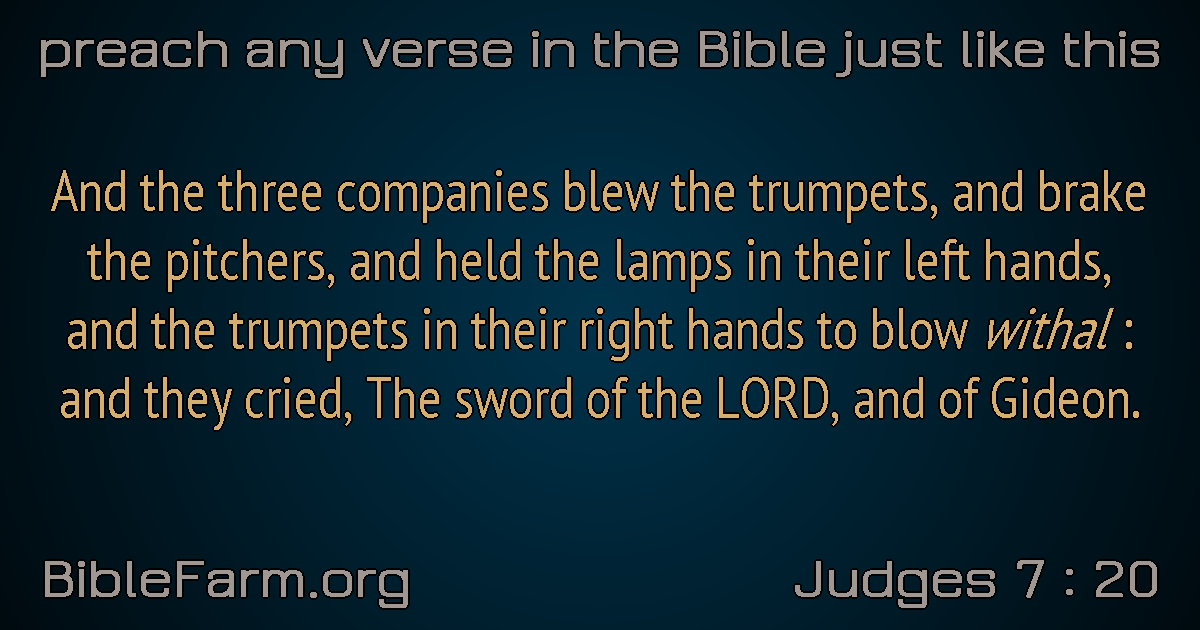 preach any verse in the Bible just like this
And the three companies blew the trumpets, and brake
the pitchers, and held the lamps in their left hands,
and the trumpets in their right hands to blow withal :
and they cried, The sword of the LORD, and of Gideon.
BibleFarm.org
Judges 7 : 20